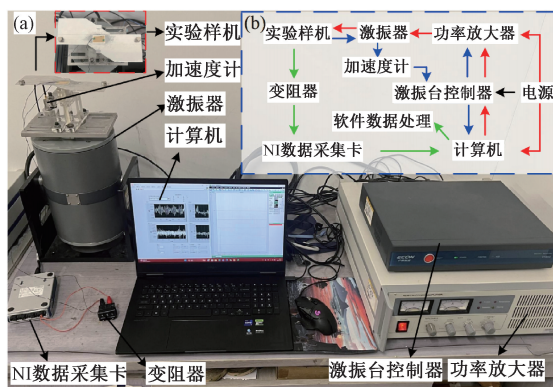 (a)
实验样机
加速度计
激振器
计算机
(b)
实验样机 激振器 功率放大器
加速度计
变阻器 激振台控制器 电源
软件数据处理
NI数据采集卡 计算机
NI数据采集卡 变阻器 激振台控制器 功率放大器